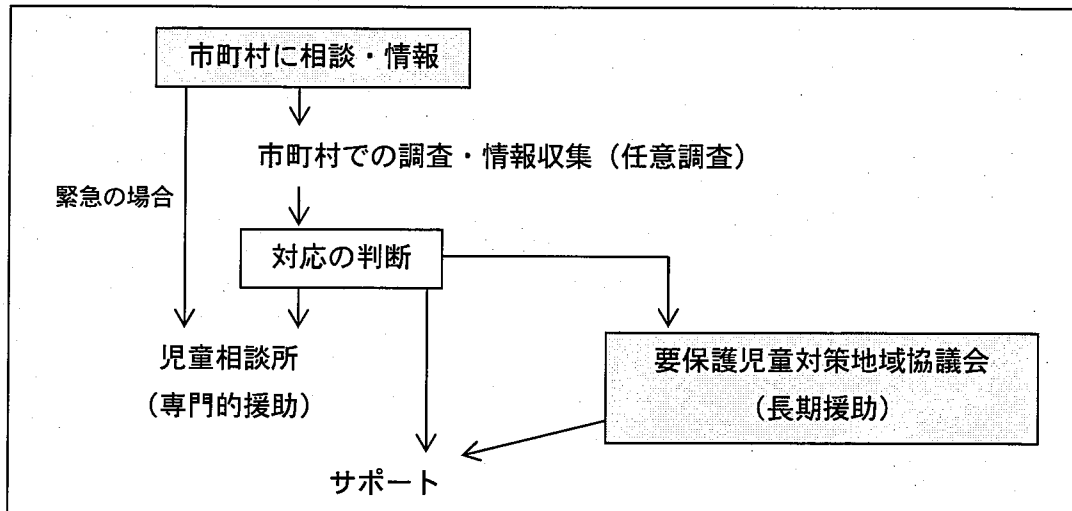 市町村に相談・情報
市町村での調査・情報収集（任意調査）
緊急の場合
対応の判断
児童相談所
（専門的援助）
要保護児童対策地域協議会
（長期援助）
サポート